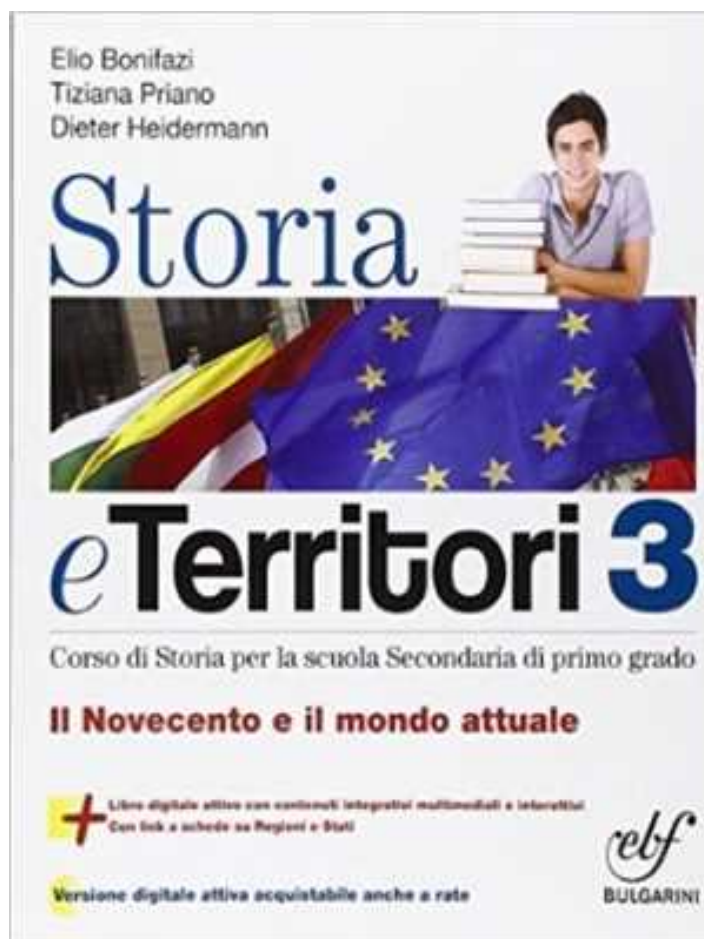 Elio Bonifazi
Tiziana Priano
Dieter Heidermann
Storia
e Territori 3
Corso di Storia per la scuola Secondaria di primo grado
Il Novecento e il mondo attuale
+ Libro digitale attivo con contenuti integrativi multimediali e interattivi
Con link a schede su Regioni e Stati
Versione digitale attiva acquistabile anche a rate
elf
BULGARINI